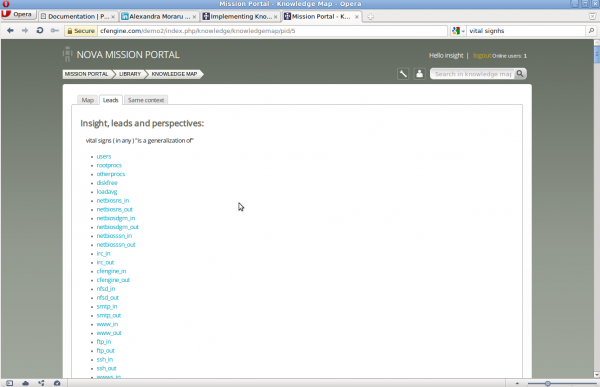 Mission Portal - Knowledge Map - Opera
Opera
Documentation | P...
Alexandra Moraru ...
Implementing Kno...
Mission Portal - K...
Secure
cfengine.com/demo2/index.php/knowledge/knowledgemap/pid/5
vital signhs
NOVA MISSION PORTAL
Hello insight | logout Online users: 1
MISSION PORTAL
LIBRARY
KNOWLEDGE MAP
Search in knowledge map
Map
Leads
Same context
Insight, leads and perspectives:
vital signs ( in any ) "is a generalization of"
users
rootprocs
otherprocs
diskfree
loadavg
netbiosns_in
netbiosns_out
netbiosdgm_in
netbiosdgm_out
netbiosssn_in
netbiosssn_out
irc_in
irc_out
cfengine_in
cfengine_out
nfsd_in
nfsd_out
smtp_in
smtp_out
www_in
www_out
ftp_in
ftp_out
ssh_in
ssh_out
wwws_in